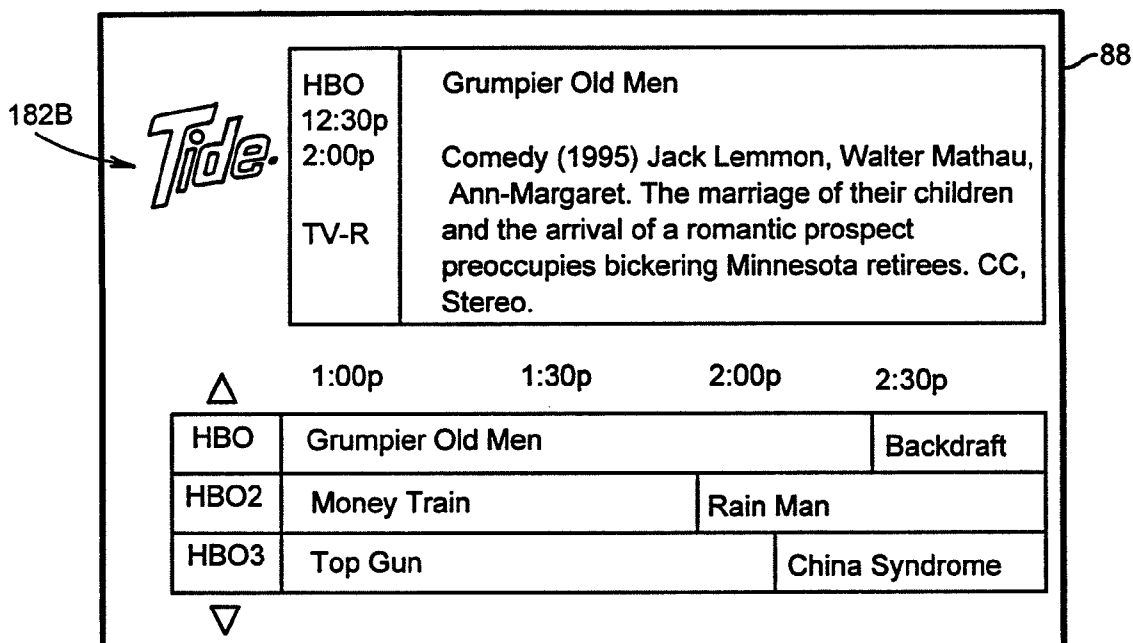 88
182B
Tide.
HBO
12:30p
2:00p
TV-R
Grumpier Old Men
Comedy (1995) Jack Lemmon, Walter Mathau,
Ann-Margaret. The marriage of their children
and the arrival of a romantic prospect
preoccupies bickering Minnesota retirees. CC,
Stereo.
1:00p 1:30p 2:00p 2:30p
HBO Grumpier Old Men Backdraft
HBO2 Money Train Rain Man
HBO3 Top Gun China Syndrome